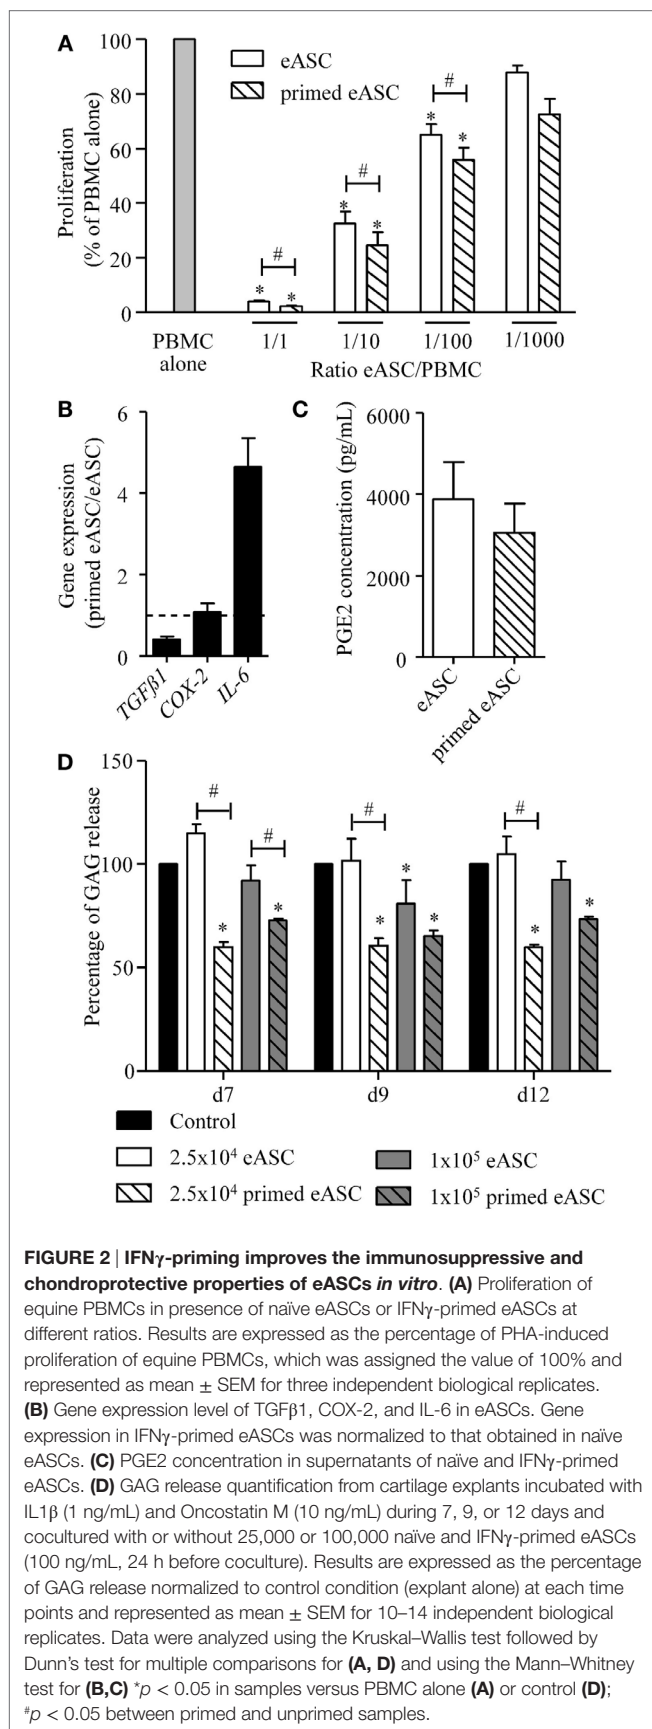 A
100
80
60
40
20
0
Proliferation
(% of PBMC alone)
eASC
primed eASC
#
#
#
* *
* *
* *
PBMC
alone
1/1
1/10
1/100
1/1000
Ratio eASC/PBMC
B
6
4
2
0
Gene expression
(primed eASC/eASC)
TGFβ1
COX-2
IL-6
C
6000
4000
2000
0
PGE2 concentration (pg/mL)
eASC
primed eASC
D
150
100
50
0
Percentage of GAG release
# # # #
* * * * * * *
d7
d9
d12
Control
2.5x10⁴ eASC
2.5x10⁴ primed eASC
1x10⁵ eASC
1x10⁵ primed eASC
FIGURE 2 | IFNγ-priming improves the immunosuppressive and
chondroprotective properties of eASCs in vitro. (A) Proliferation of
equine PBMCs in presence of naïve eASCs or IFNγ-primed eASCs at
different ratios. Results are expressed as the percentage of PHA-induced
proliferation of equine PBMCs, which was assigned the value of 100% and
represented as mean ± SEM for three independent biological replicates.
(B) Gene expression level of TGFβ1, COX-2, and IL-6 in eASCs. Gene
expression in IFNγ-primed eASCs was normalized to that obtained in naïve
eASCs. (C) PGE2 concentration in supernatants of naïve and IFNγ-primed
eASCs. (D) GAG release quantification from cartilage explants incubated with
IL1β (1 ng/mL) and Oncostatin M (10 ng/mL) during 7, 9, or 12 days and
cocultured with or without 25,000 or 100,000 naïve and IFNγ-primed eASCs
(100 ng/mL, 24 h before coculture). Results are expressed as the percentage
of GAG release normalized to control condition (explant alone) at each time
points and represented as mean ± SEM for 10–14 independent biological
replicates. Data were analyzed using the Kruskal–Wallis test followed by
Dunn's test for multiple comparisons for (A, D) and using the Mann–Whitney
test for (B,C) *p < 0.05 in samples versus PBMC alone (A) or control (D);
#p < 0.05 between primed and unprimed samples.